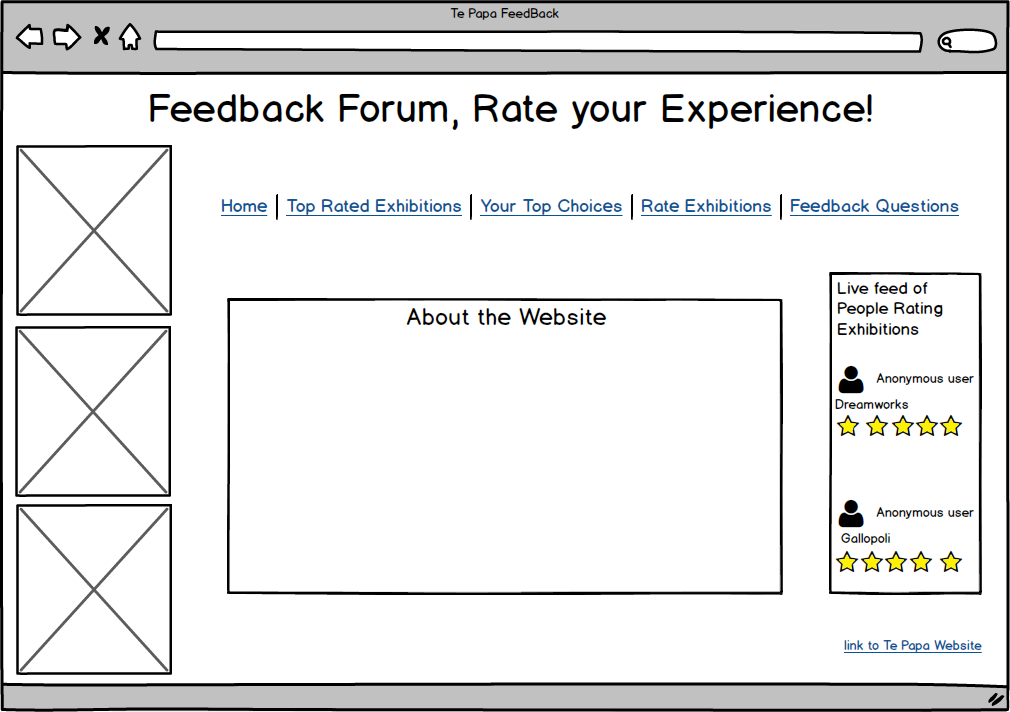 Te Papa FeedBack
Feedback Forum, Rate your Experience!
Home | Top Rated Exhibitions | Your Top Choices | Rate Exhibitions | Feedback Questions
About the Website
Live feed of
People Rating
Exhibitions
Anonymous user
Dreamworks
Anonymous user
Gallopoli
link to Te Papa Website